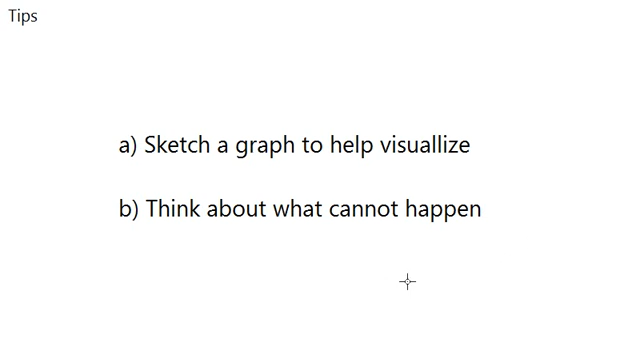 Tips
a) Sketch a graph to help visuallize
b) Think about what cannot happen